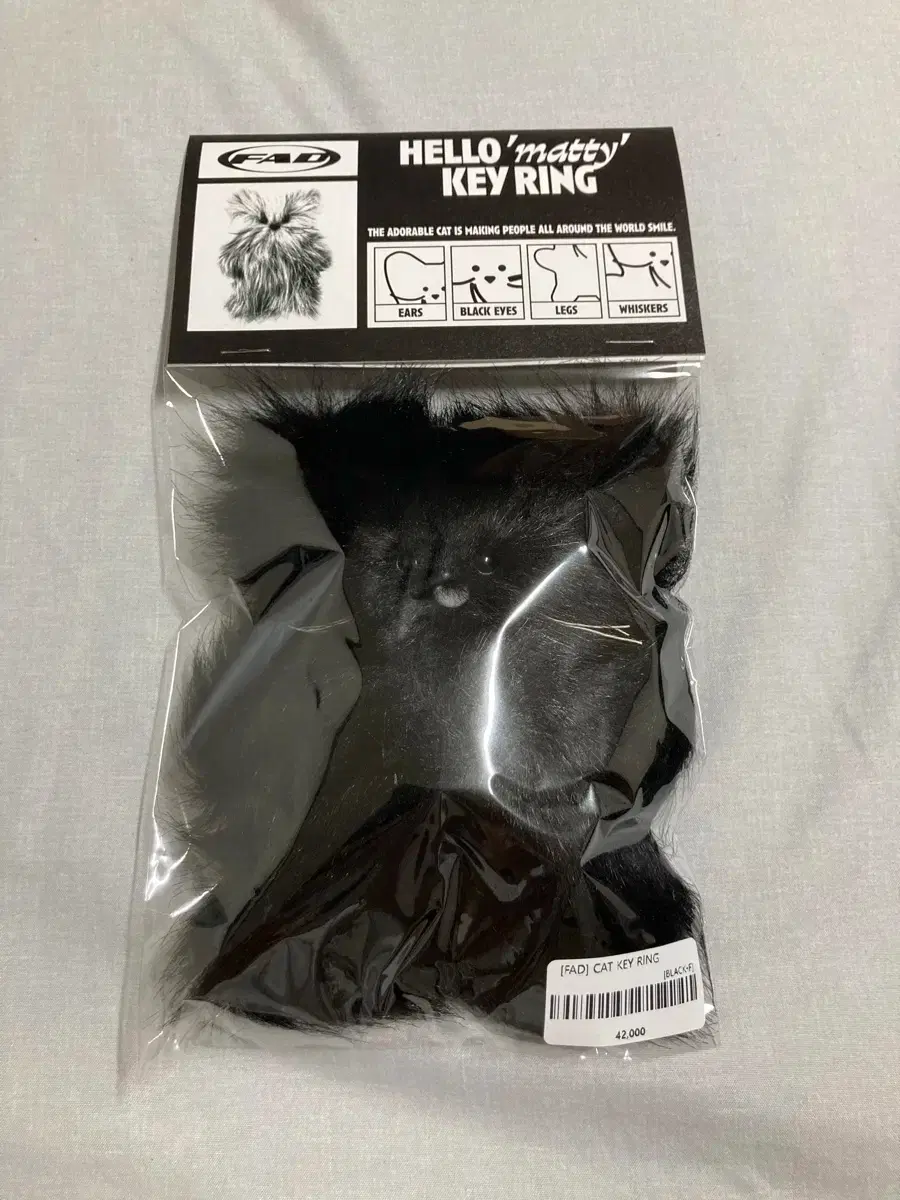 FAD
HELLO 'matty'
KEY RING
THE ADORABLE CAT IS MAKING PEOPLE ALL AROUND THE WORLD SMILE.
EARS
BLACK EYES
LEGS
WHISKERS
[FAD] CAT KEY RING
[BLACK-F]
42,000